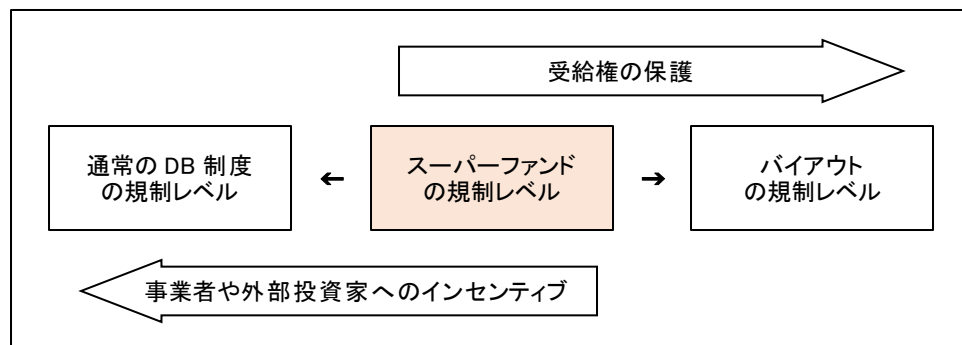 受給権の保護
通常の DB 制度
の規制レベル
スーパーファンド
の規制レベル
バイアウト
の規制レベル
事業者や外部投資家へのインセンティブ